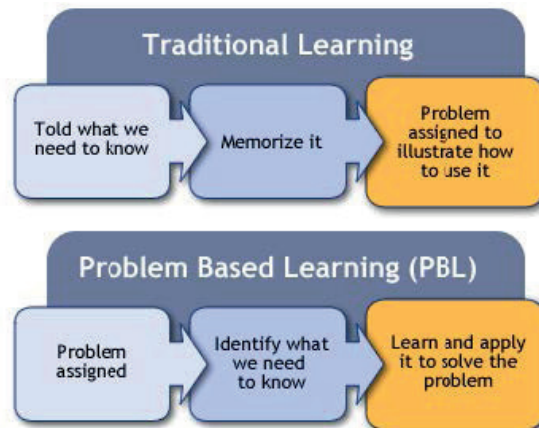 Traditional Learning
Told what we
need to know
Memorize it
Problem
assigned to
illustrate how
to use it
Problem Based Learning (PBL)
Problem
assigned
Identify what
we need
to know
Learn and apply
it to solve the
problem